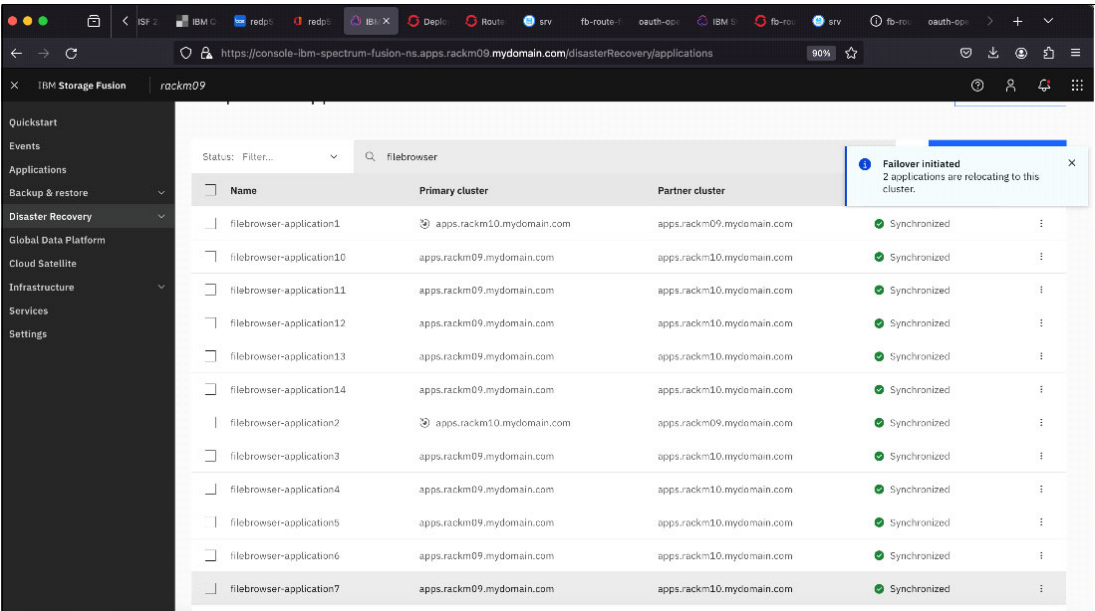 ISF 2.
IBM C
redp5
redp5
IBM X
Deplo
Route
srv
fb-route-f
oauth-ope
IBM S
fb-rou
srv
fb-rou
oauth-ope
https://console-ibm-spectrum-fusion-ns.apps.rackm09.mydomain.com/disasterRecovery/applications
90%
IBM Storage Fusion
rackm09
Quickstart
Events
Applications
Backup & restore
Disaster Recovery
Global Data Platform
Cloud Satellite
Infrastructure
Services
Settings
Status: Filter...
filebrowser
Failover initiated
2 applications are relocating to this
cluster.
Name Primary cluster Partner cluster
filebrowser-application1 apps.rackm10.mydomain.com apps.rackm09.mydomain.com Synchronized
filebrowser-application10 apps.rackm09.mydomain.com apps.rackm10.mydomain.com Synchronized
filebrowser-application11 apps.rackm09.mydomain.com apps.rackm10.mydomain.com Synchronized
filebrowser-application12 apps.rackm09.mydomain.com apps.rackm10.mydomain.com Synchronized
filebrowser-application13 apps.rackm09.mydomain.com apps.rackm10.mydomain.com Synchronized
filebrowser-application14 apps.rackm09.mydomain.com apps.rackm10.mydomain.com Synchronized
filebrowser-application2 apps.rackm10.mydomain.com apps.rackm09.mydomain.com Synchronized
filebrowser-application3 apps.rackm09.mydomain.com apps.rackm10.mydomain.com Synchronized
filebrowser-application4 apps.rackm09.mydomain.com apps.rackm10.mydomain.com Synchronized
filebrowser-application5 apps.rackm09.mydomain.com apps.rackm10.mydomain.com Synchronized
filebrowser-application6 apps.rackm09.mydomain.com apps.rackm10.mydomain.com Synchronized
filebrowser-application7 apps.rackm09.mydomain.com apps.rackm10.mydomain.com Synchronized